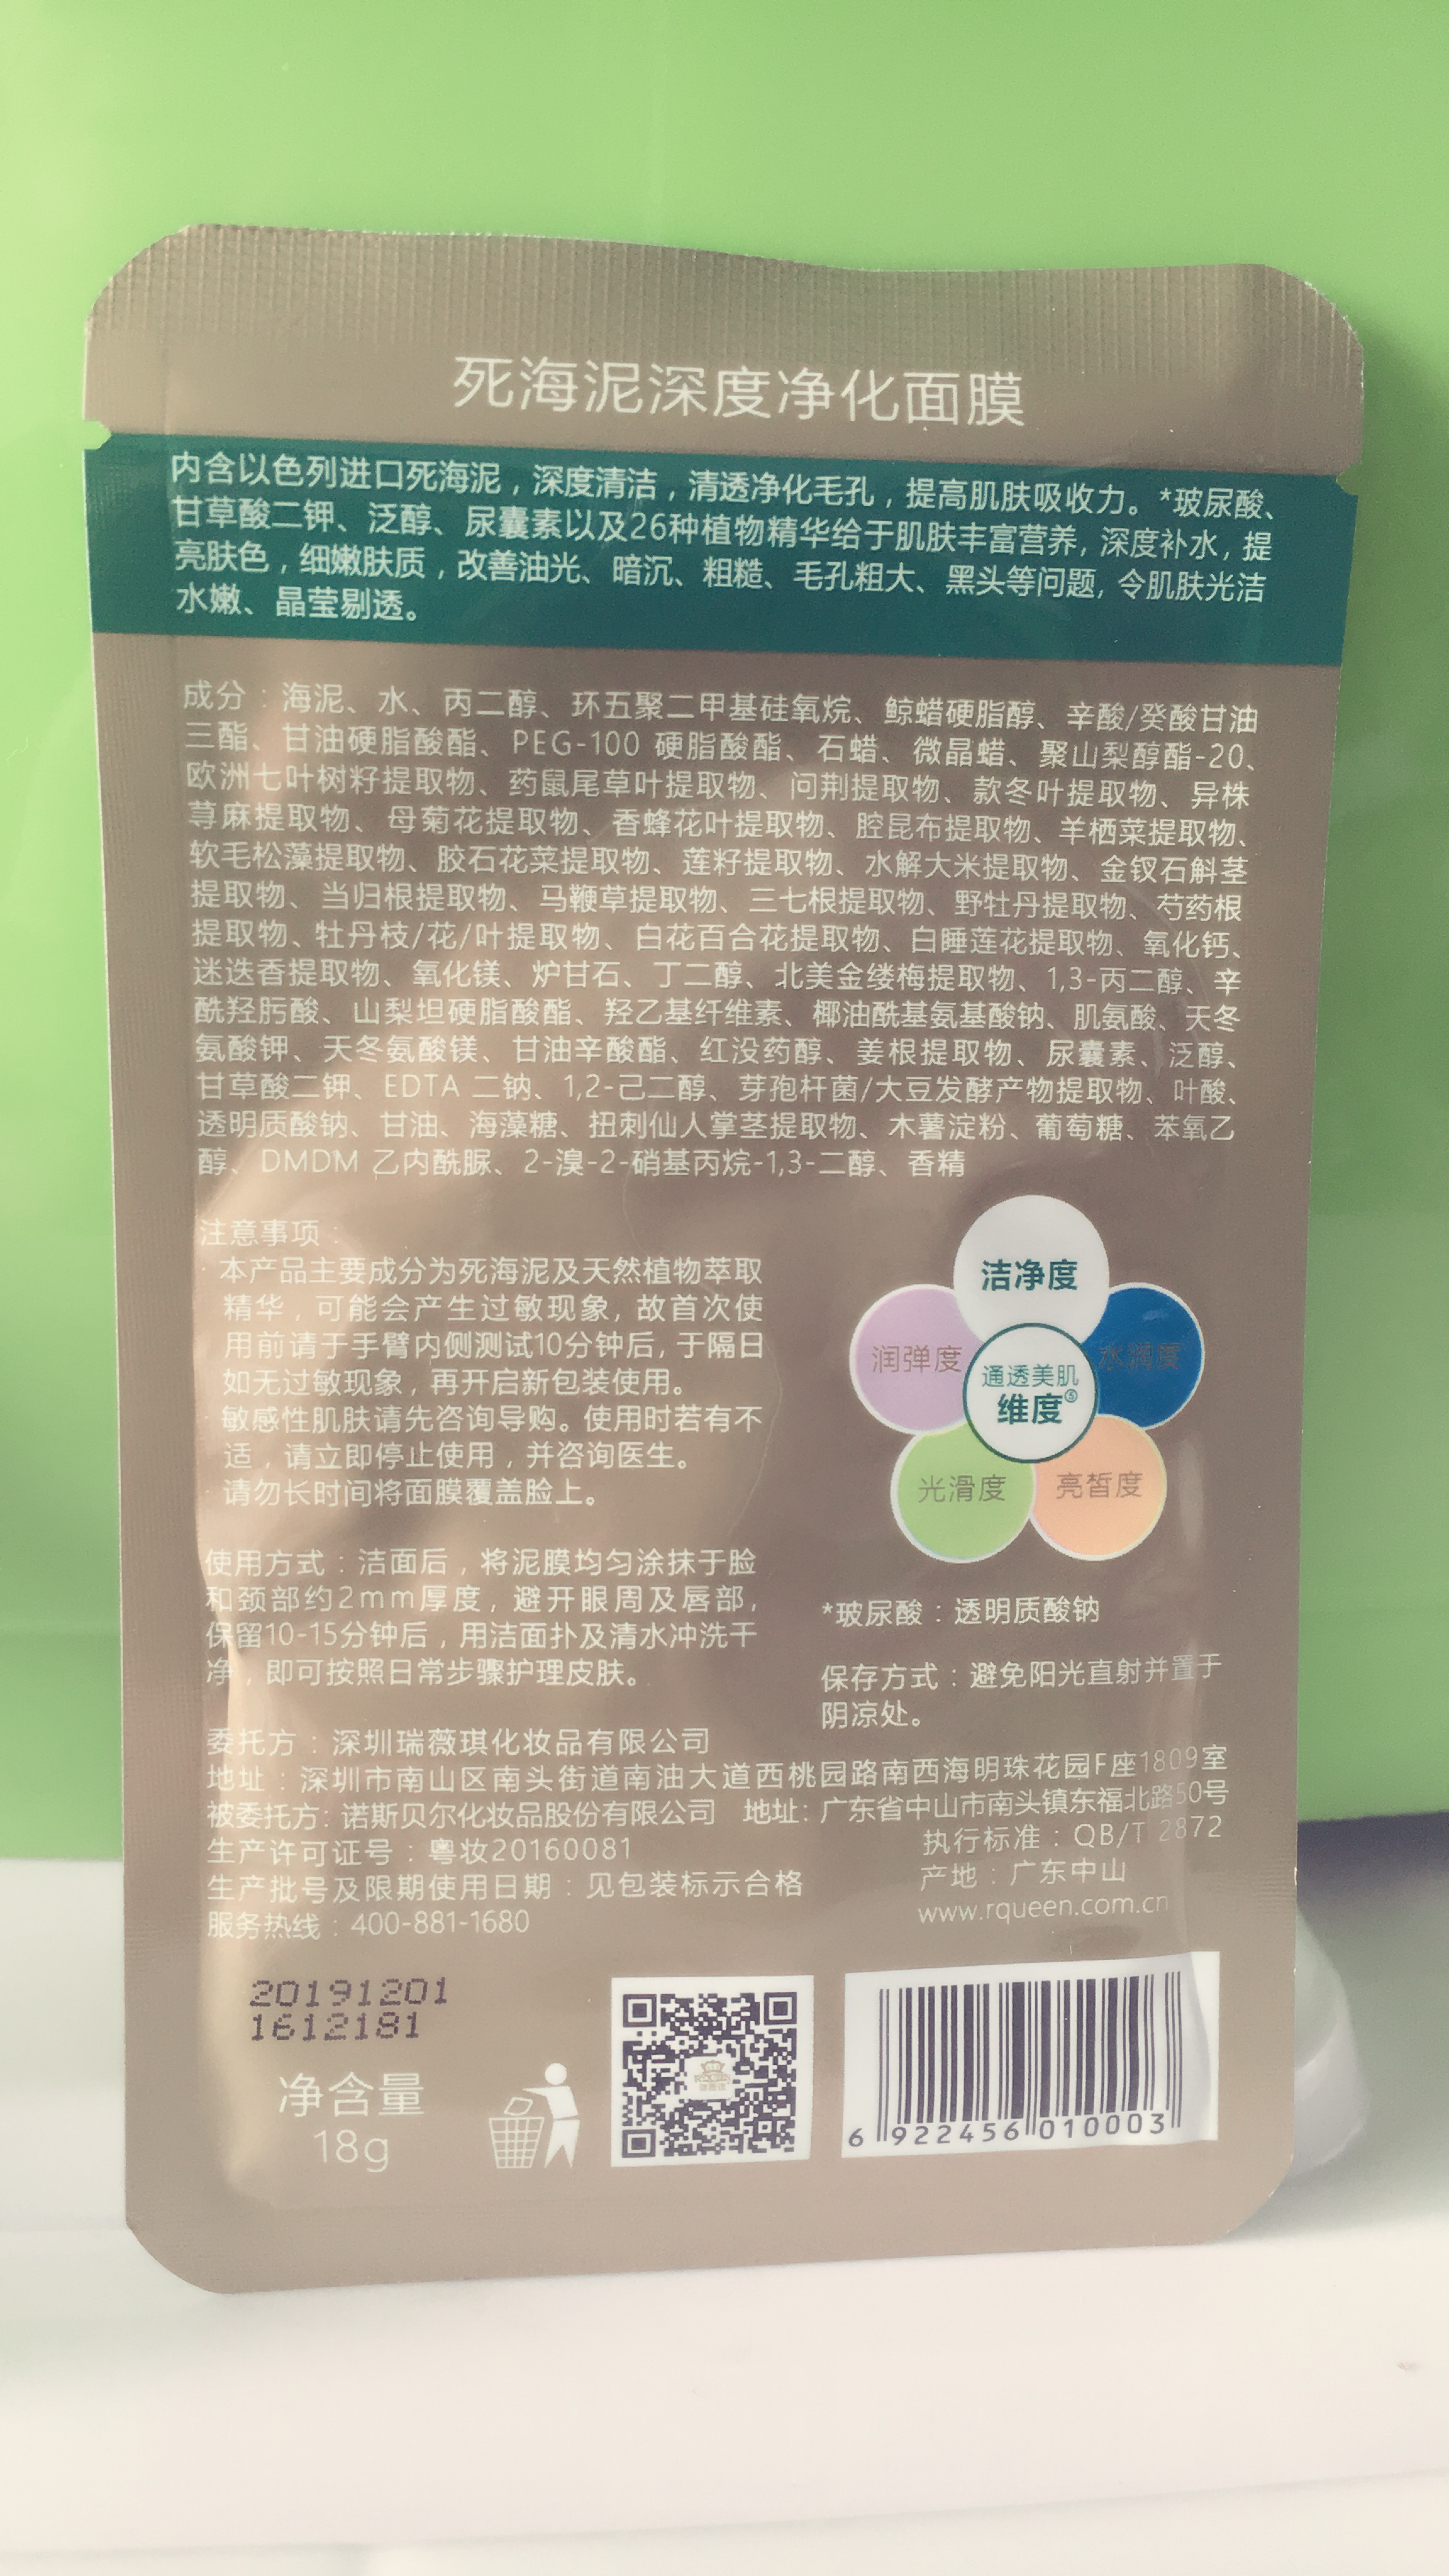 死海泥深度净化面膜
内含以色列进口死海泥，深度清洁，清透净化毛孔，提高肌肤吸收力。*玻尿酸、
甘草酸二钾、泛醇、尿囊素以及26种植物精华给于肌肤丰富营养，深度补水，提
亮肤色，细嫩肤质，改善油光、暗沉、粗糙、毛孔粗大、黑头等问题，令肌肤光洁
水嫩、晶莹剔透。
成分：海泥、水、丙二醇、环五聚二甲基硅氧烷、鲸蜡硬脂醇、辛酸/癸酸甘油
三酯、甘油硬脂酸酯、PEG-100 硬脂酸酯、石蜡、微晶蜡、聚山梨醇酯-20、
欧洲七叶树籽提取物、药鼠尾草叶提取物、问荆提取物、款冬叶提取物、异株
荨麻提取物、母菊花提取物、香蜂花叶提取物、腔昆布提取物、羊栖菜提取物、
软毛松藻提取物、胶石花菜提取物、莲籽提取物、水解大米提取物、金钗石斛茎
提取物、当归根提取物、马鞭草提取物、三七根提取物、野牡丹提取物、芍药根
提取物、牡丹枝/花/叶提取物、白花百合花提取物、白睡莲花提取物、氧化钙、
迷迭香提取物、氧化镁、炉甘石、丁二醇、北美金缕梅提取物、1,3-丙二醇、辛
酰羟肟酸、山梨坦硬脂酸酯、羟乙基纤维素、椰油酰基氨基酸钠、肌氨酸、天冬
氨酸钾、天冬氨酸镁、甘油辛酸酯、红没药醇、姜根提取物、尿囊素、泛醇、
甘草酸二钾、EDTA 二钠、1,2-己二醇、芽孢杆菌/大豆发酵产物提取物、叶酸、
透明质酸钠、甘油、海藻糖、扭刺仙人掌茎提取物、木薯淀粉、葡萄糖、苯氧乙
醇、DMDM 乙内酰脲、2-溴-2-硝基丙烷-1,3-二醇、香精
注意事项：
· 本产品主要成分为死海泥及天然植物萃取
精华，可能会产生过敏现象，故首次使
用前请于手臂内侧测试10分钟后，于隔日
如无过敏现象，再开启新包装使用。
· 敏感性肌肤请先咨询导购。使用时若有不
适，请立即停止使用，并咨询医生。
· 请勿长时间将面膜覆盖脸上。
洁净度
润弹度
水润度
通透美肌
维度⑤
光滑度
亮皙度
使用方式：洁面后，将泥膜均匀涂抹于脸
和颈部约2mm厚度，避开眼周及唇部，
保留10-15分钟后，用洁面扑及清水冲洗干
净，即可按照日常步骤护理皮肤。
*玻尿酸：透明质酸钠
保存方式：避免阳光直射并置于
阴凉处。
委托方：深圳瑞薇琪化妆品有限公司
地址：深圳市南山区南头街道南油大道西桃园路南西海明珠花园F座1809室
被委托方：诺斯贝尔化妆品股份有限公司 地址：广东省中山市南头镇东福北路50号
生产许可证号：粤妆20160081
执行标准：QB/T 2872
生产批号及限期使用日期：见包装标示合格
产地：广东中山
服务热线：400-881-1680
www.rqueen.com.cn
20191201
1612181
净含量
18g
6 922456 010003